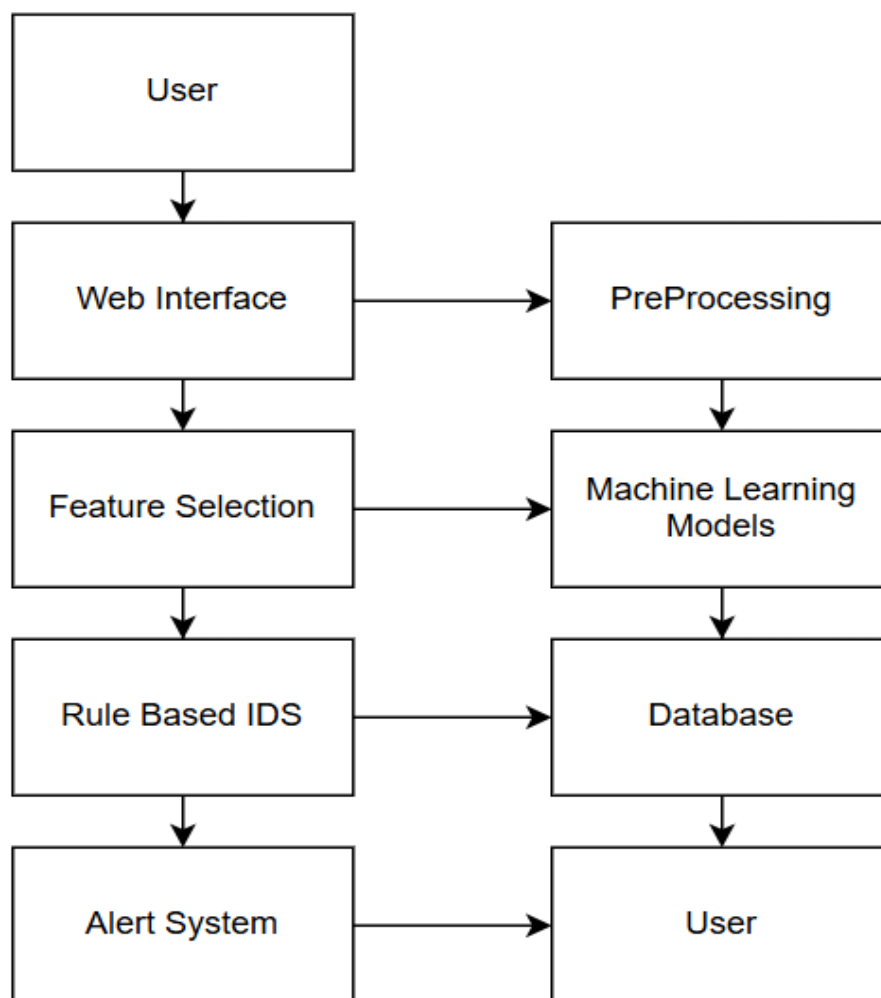 User
Web Interface
PreProcessing
Feature Selection
Machine Learning
Models
Rule Based IDS
Database
Alert System
User